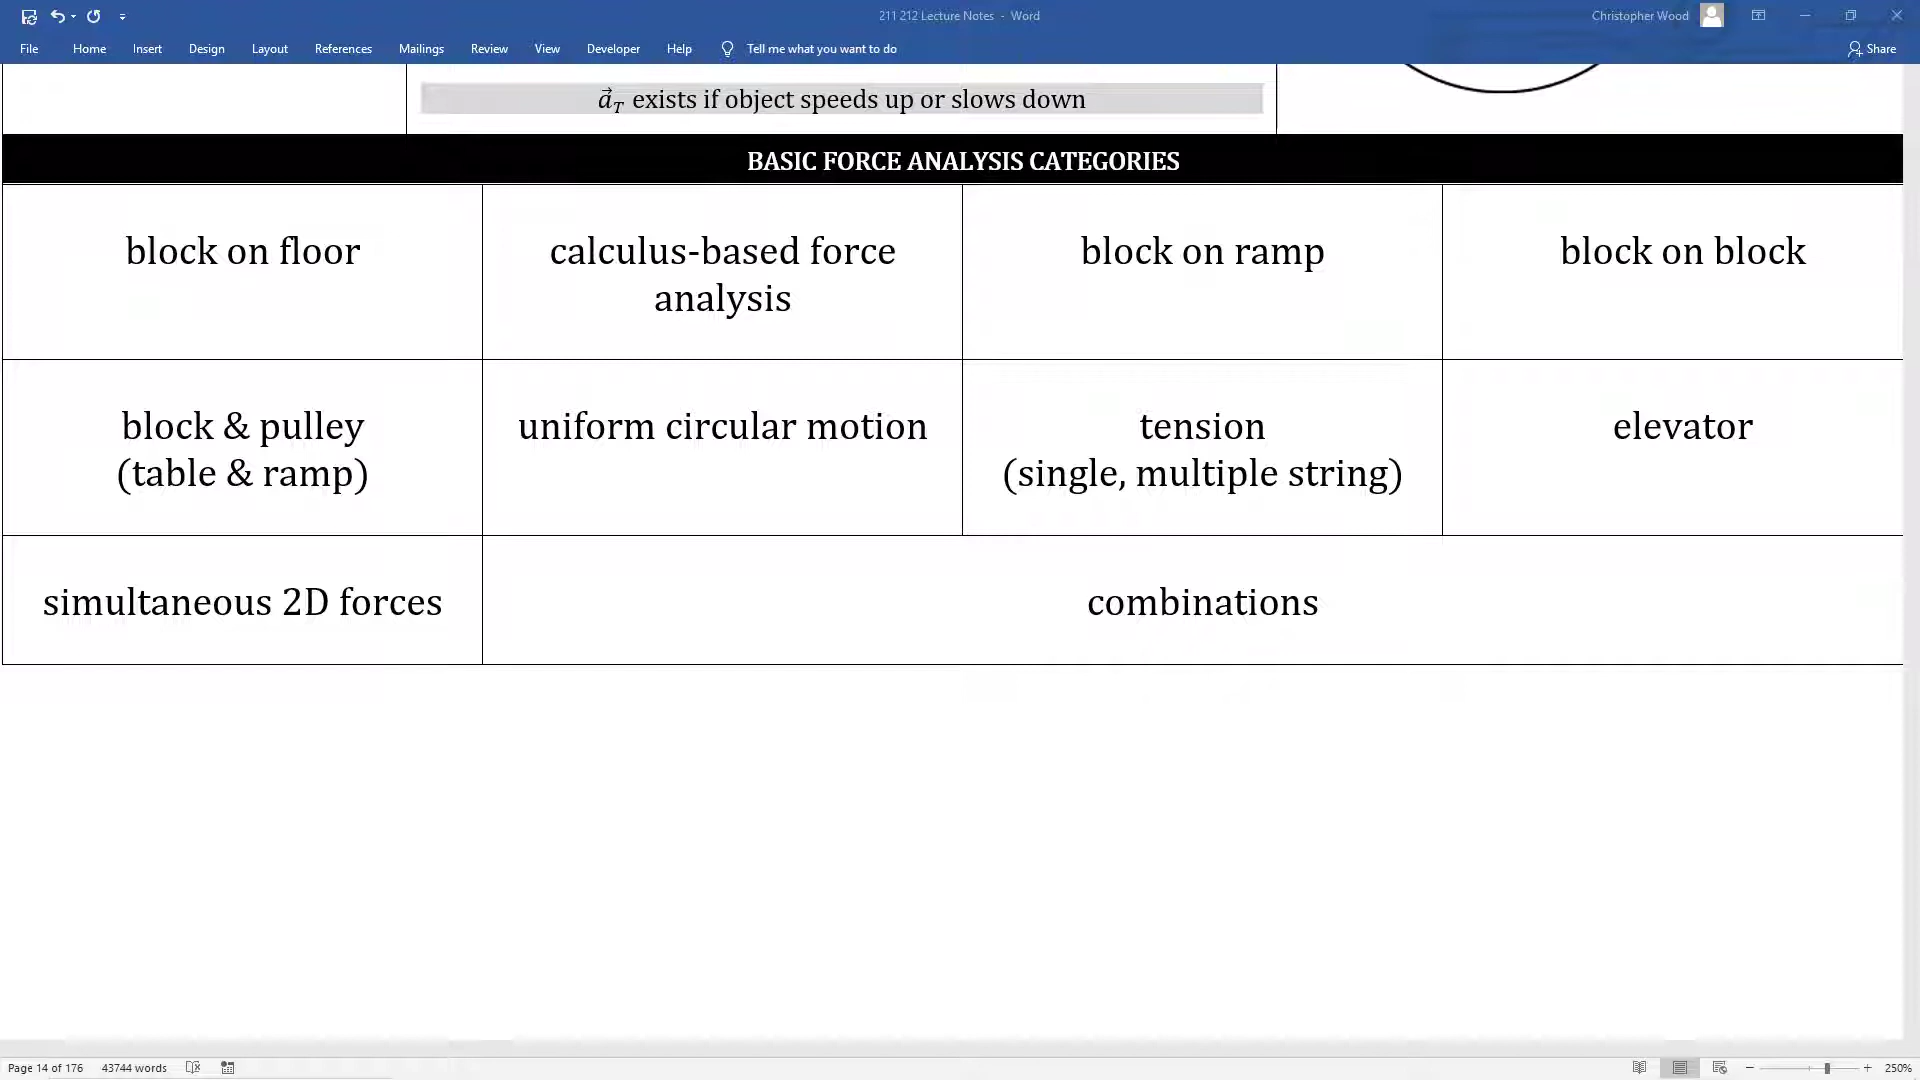 211 212 Lecture Notes - Word
Christopher Wood
File Home Insert Design Layout References Mailings Review View Developer Help Tell me what you want to do
Share
a⃗T exists if object speeds up or slows down
BASIC FORCE ANALYSIS CATEGORIES
block on floor
calculus-based force
analysis
block on ramp
block on block
block & pulley
(table & ramp)
uniform circular motion
tension
(single, multiple string)
elevator
simultaneous 2D forces
combinations
Page 14 of 176 43744 words
250%